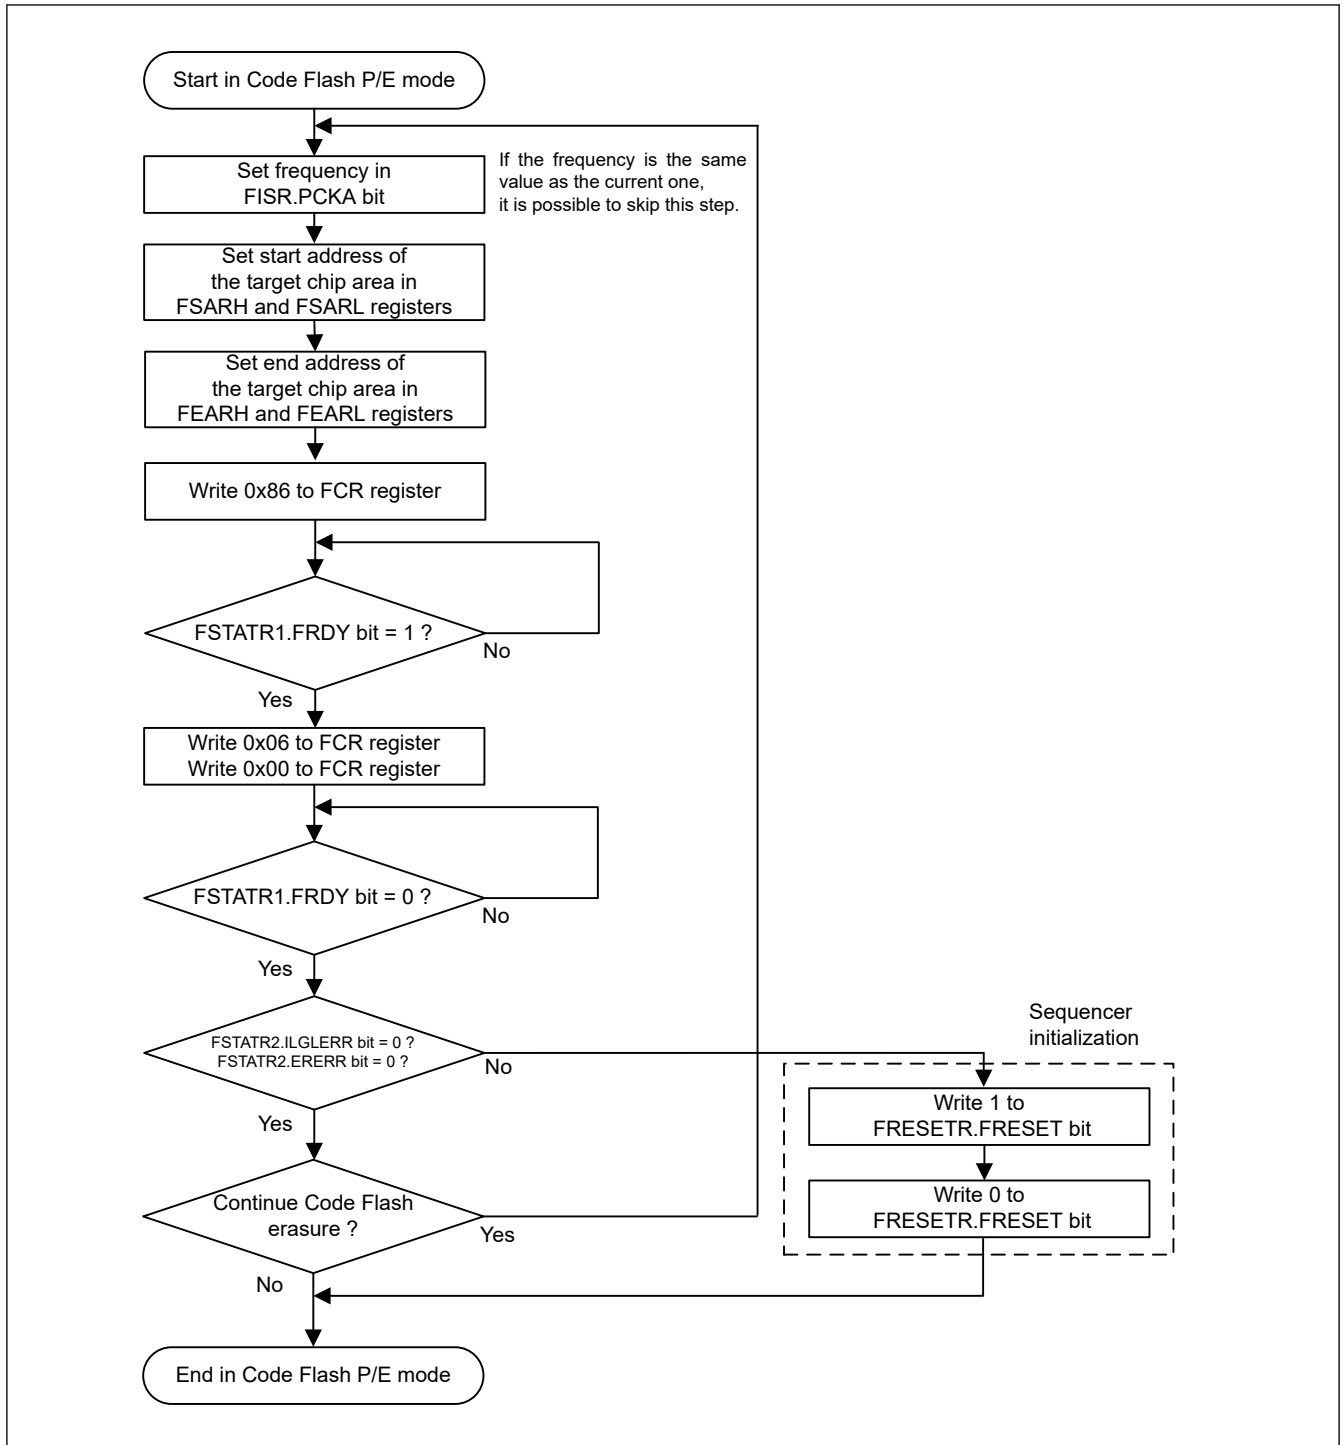 Start in Code Flash P/E mode
Set frequency in
FISR.PCKA bit
If the frequency is the same
value as the current one,
it is possible to skip this step.
Set start address of
the target chip area in
FSARH and FSARL registers
Set end address of
the target chip area in
FEARH and FEARL registers
Write 0x86 to FCR register
FSTATR1.FRDY bit = 1 ?
No
Yes
Write 0x06 to FCR register
Write 0x00 to FCR register
FSTATR1.FRDY bit = 0 ?
No
Yes
FSTATR2.ILGLERR bit = 0 ?
FSTATR2.ERERR bit = 0 ?
No
Yes
Sequencer
initialization
Write 1 to
FRESETR.FRESET bit
Write 0 to
FRESETR.FRESET bit
Continue Code Flash
erasure ?
Yes
No
End in Code Flash P/E mode